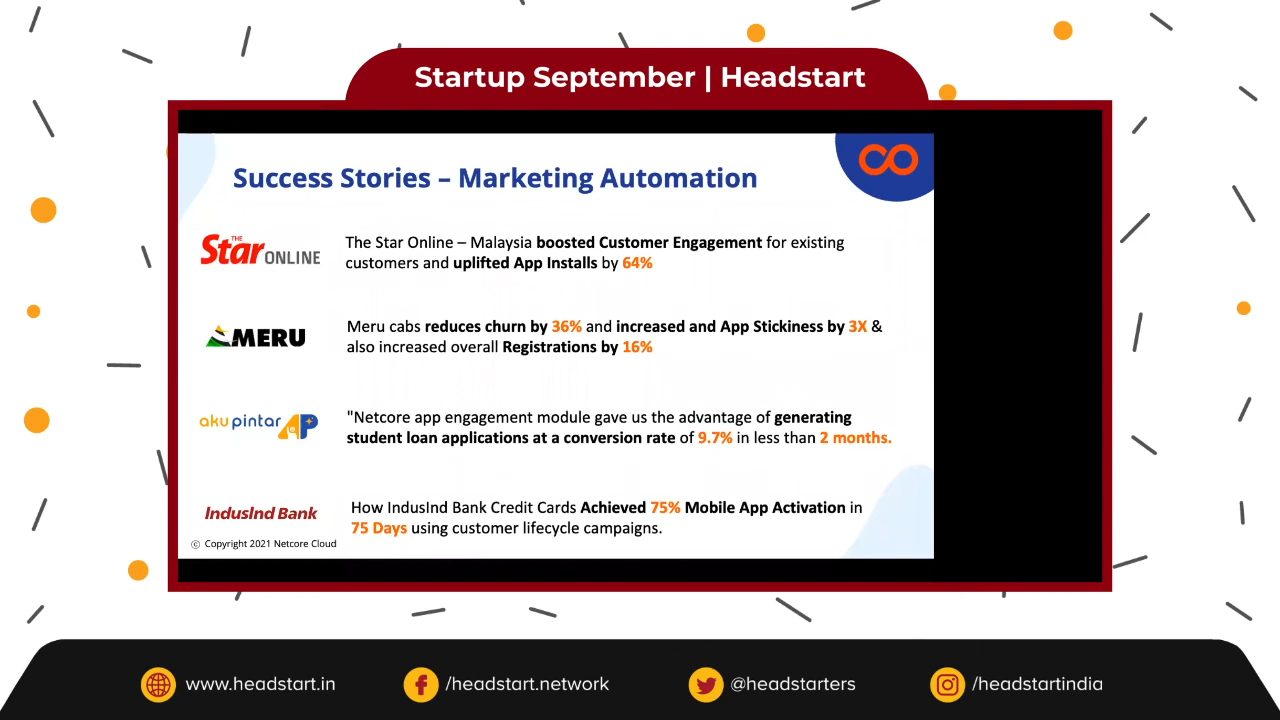 Startup September | Headstart
Success Stories – Marketing Automation
THE
Star ONLINE
The Star Online – Malaysia boosted Customer Engagement for existing
customers and uplifted App Installs by 64%
MERU
Meru cabs reduces churn by 36% and increased and App Stickiness by 3X &
also increased overall Registrations by 16%
aku pintar AP
"Netcore app engagement module gave us the advantage of generating
student loan applications at a conversion rate of 9.7% in less than 2 months.
IndusInd Bank
How IndusInd Bank Credit Cards Achieved 75% Mobile App Activation in
75 Days using customer lifecycle campaigns.
© Copyright 2021 Netcore Cloud
www.headstart.in
/headstart.network
@headstarters
/headstartindia